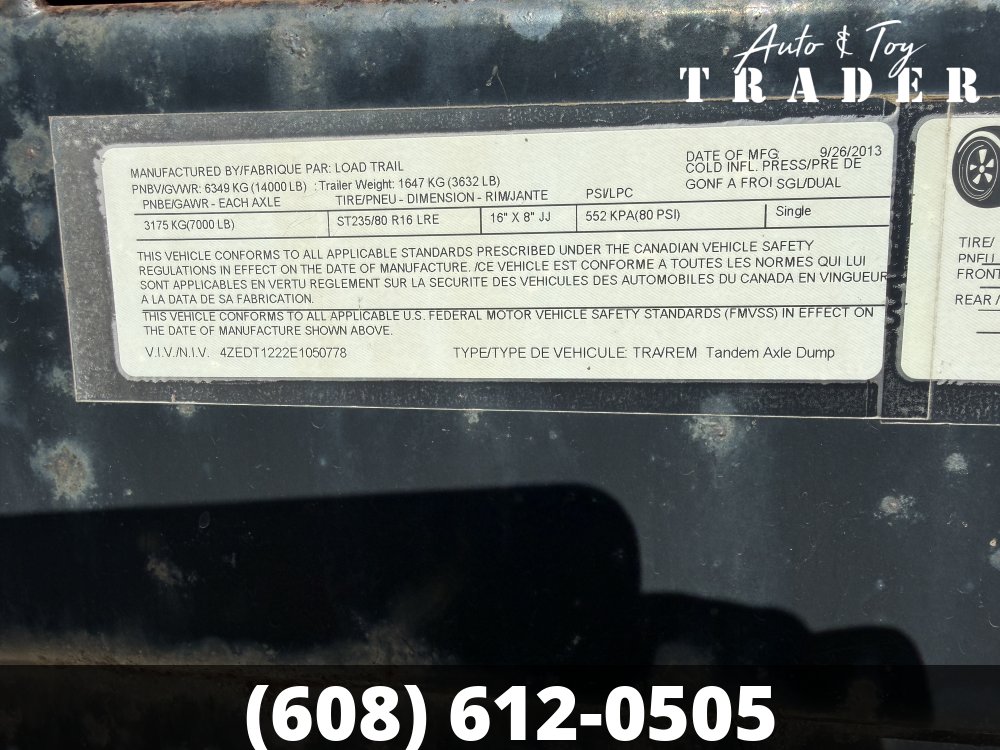 Auto & Toy
TRADER
MANUFACTURED BY/FABRIQUE PAR: LOAD TRAIL
DATE OF MFG 9/26/2013
PNBV/GVWR: 6349 KG (14000 LB) : Trailer Weight: 1647 KG (3632 LB)
COLD INFL. PRESS/PRÉ DE
PNBE/GAWR - EACH AXLE TIRE/PNEU - DIMENSION - RIM/JANTE PSI/LPC GONF A FROI SGL/DUAL
3175 KG(7000 LB) ST235/80 R16 LRE 16" X 8" JJ 552 KPA(80 PSI) Single
THIS VEHICLE CONFORMS TO ALL APPLICABLE STANDARDS PRESCRIBED UNDER THE CANADIAN VEHICLE SAFETY
REGULATIONS IN EFFECT ON THE DATE OF MANUFACTURE. /CE VEHICLE EST CONFORME A TOUTES LES NORMES QUI LUI
SONT APPLICABLES EN VERTU REGLEMENT SUR LA SECURITE DES VEHICULES DES AUTOMOBILES DU CANADA EN VINGUEUR
A LA DATA DE SA FABRICATION.
THIS VEHICLE CONFORMS TO ALL APPLICABLE U.S. FEDERAL MOTOR VEHICLE SAFETY STANDARDS (FMVSS) IN EFFECT ON
THE DATE OF MANUFACTURE SHOWN ABOVE.
V.I.V./N.I.V. 4ZEDT1222E1050778 TYPE/TYPE DE VEHICULE: TRA/REM Tandem Axle Dump
TIRE/
PNEU
FRONT
REAR /
(608) 612-0505